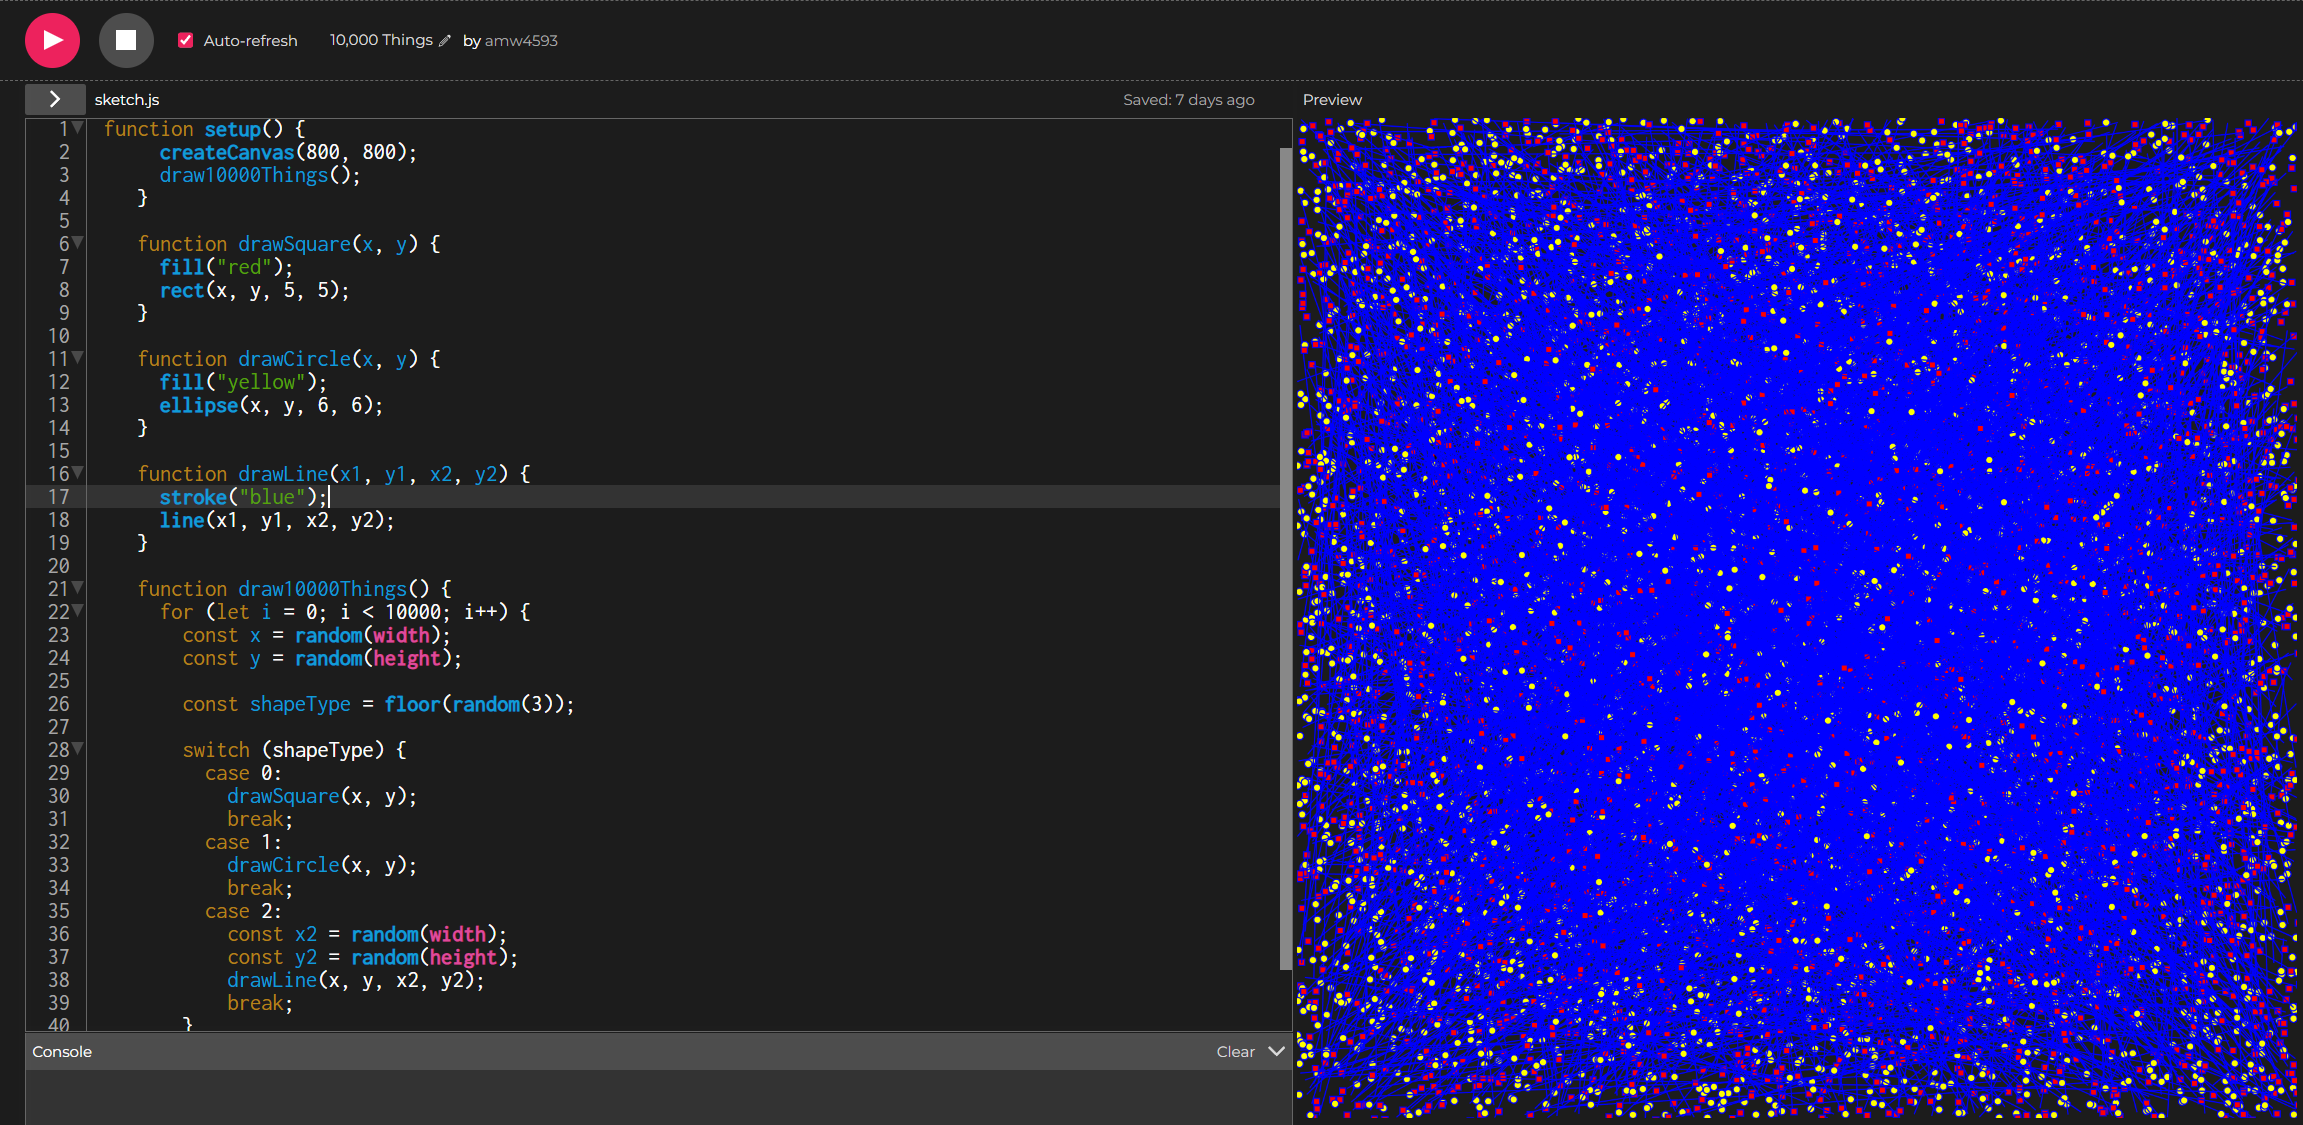 Auto-refresh 10,000 Things by amw4593
sketch.js Saved: 7 days ago Preview
1 function setup() {
2 createCanvas(800, 800);
3 draw10000Things();
4 }
5
6 function drawSquare(x, y) {
7 fill("red");
8 rect(x, y, 5, 5);
9 }
10
11 function drawCircle(x, y) {
12 fill("yellow");
13 ellipse(x, y, 6, 6);
14 }
15
16 function drawLine(x1, y1, x2, y2) {
17 stroke("blue");
18 line(x1, y1, x2, y2);
19 }
20
21 function draw10000Things() {
22 for (let i = 0; i < 10000; i++) {
23 const x = random(width);
24 const y = random(height);
25
26 const shapeType = floor(random(3));
27
28 switch (shapeType) {
29 case 0:
30 drawSquare(x, y);
31 break;
32 case 1:
33 drawCircle(x, y);
34 break;
35 case 2:
36 const x2 = random(width);
37 const y2 = random(height);
38 drawLine(x, y, x2, y2);
39 break;
40 }
Console Clear